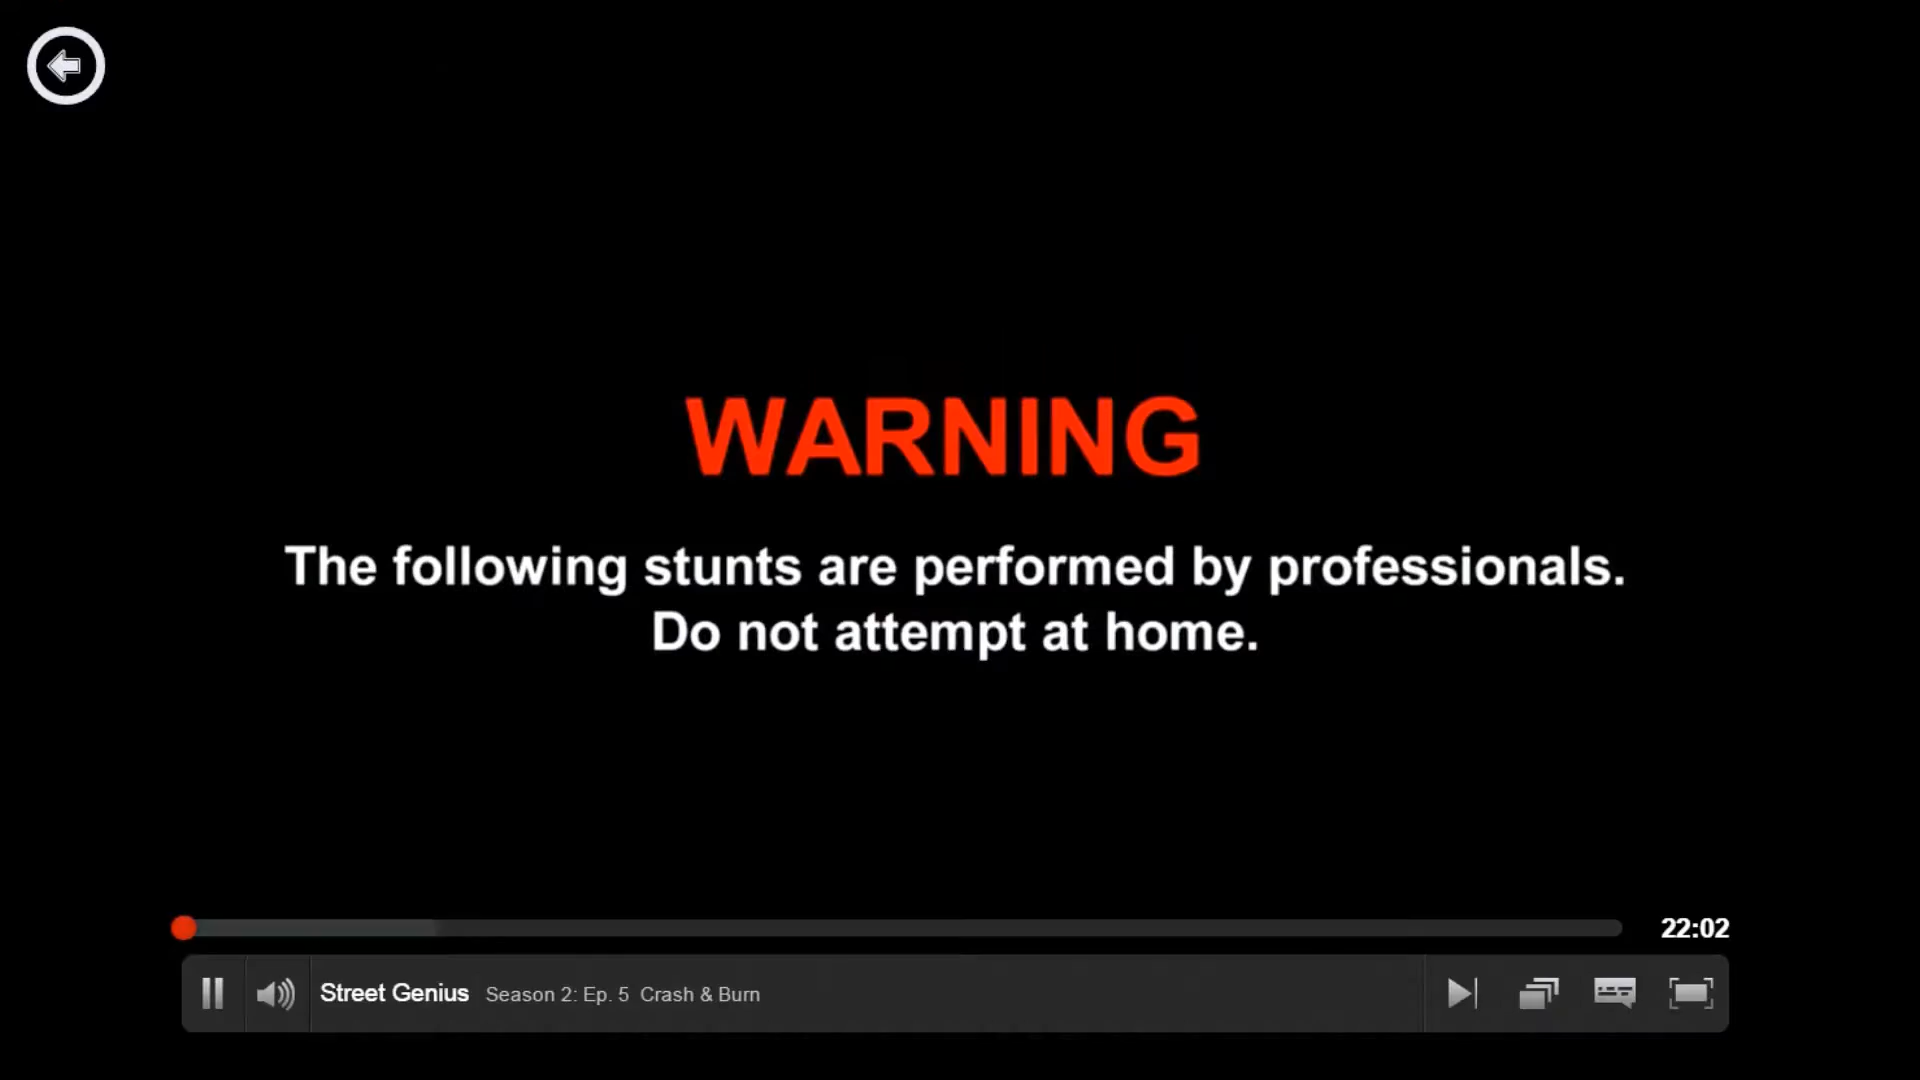 WARNING
The following stunts are performed by professionals.
Do not attempt at home.
22:02
Street Genius Season 2: Ep. 5 Crash & Burn